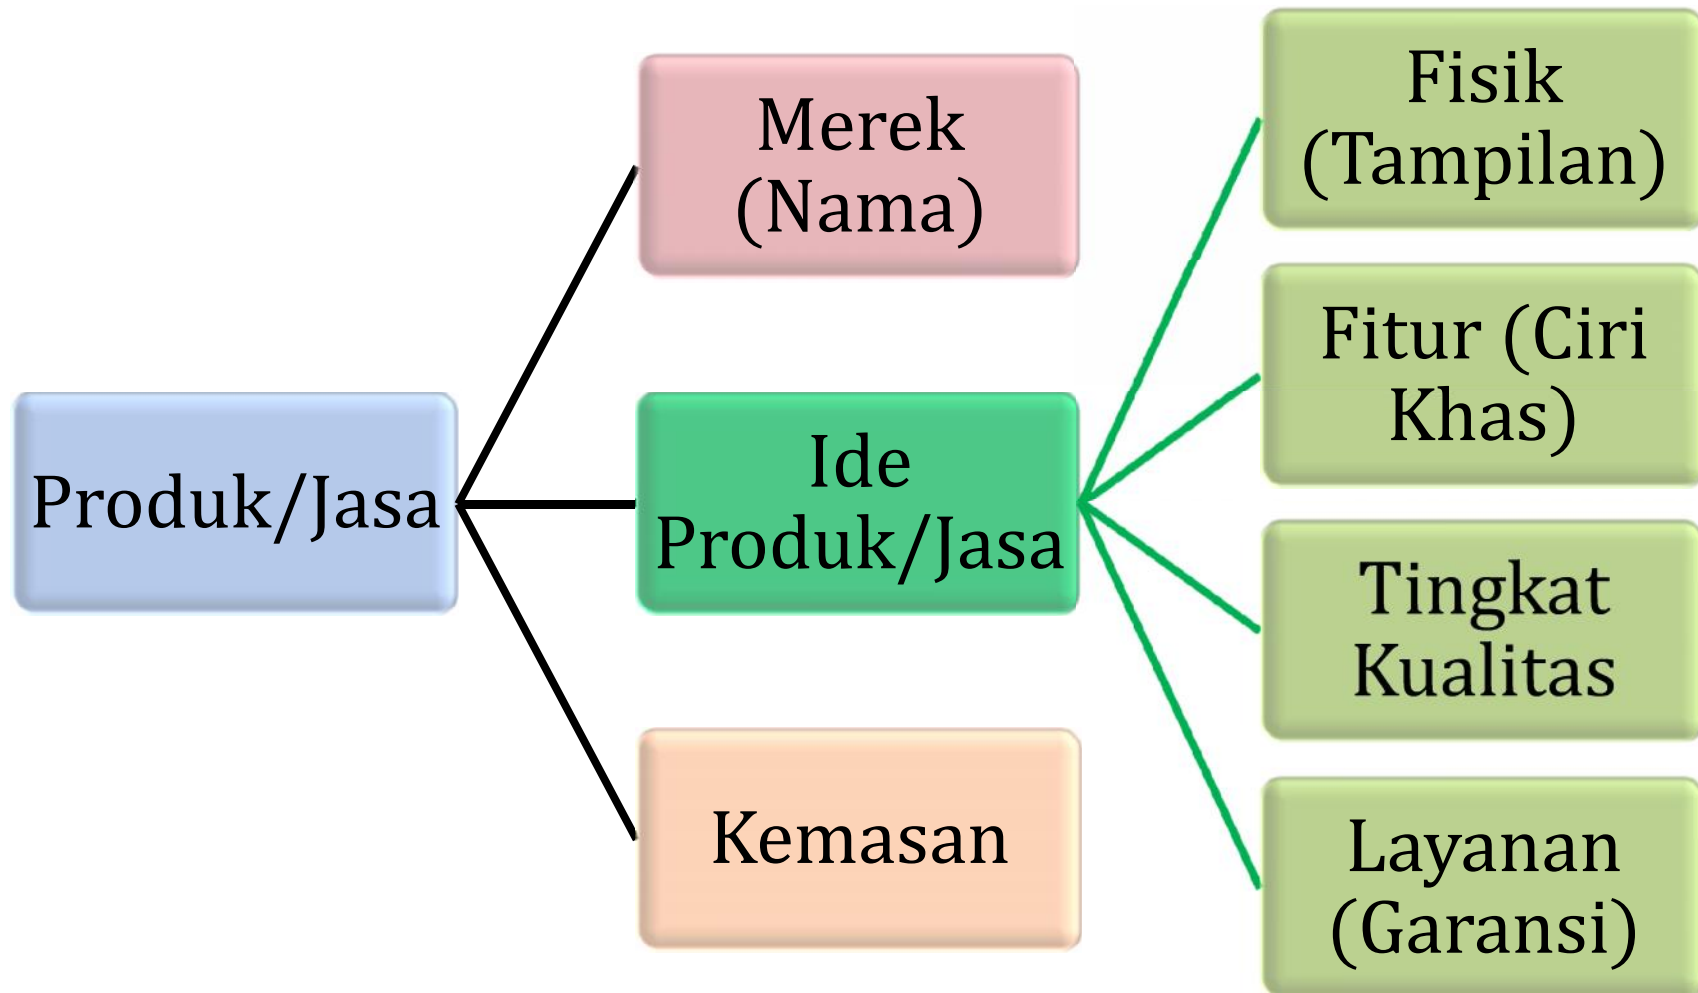 Produk/Jasa
Merek
(Nama)
Ide
Produk/Jasa
Kemasan
Fisik
(Tampilan)
Fitur (Ciri
Khas)
Tingkat
Kualitas
Layanan
(Garansi)